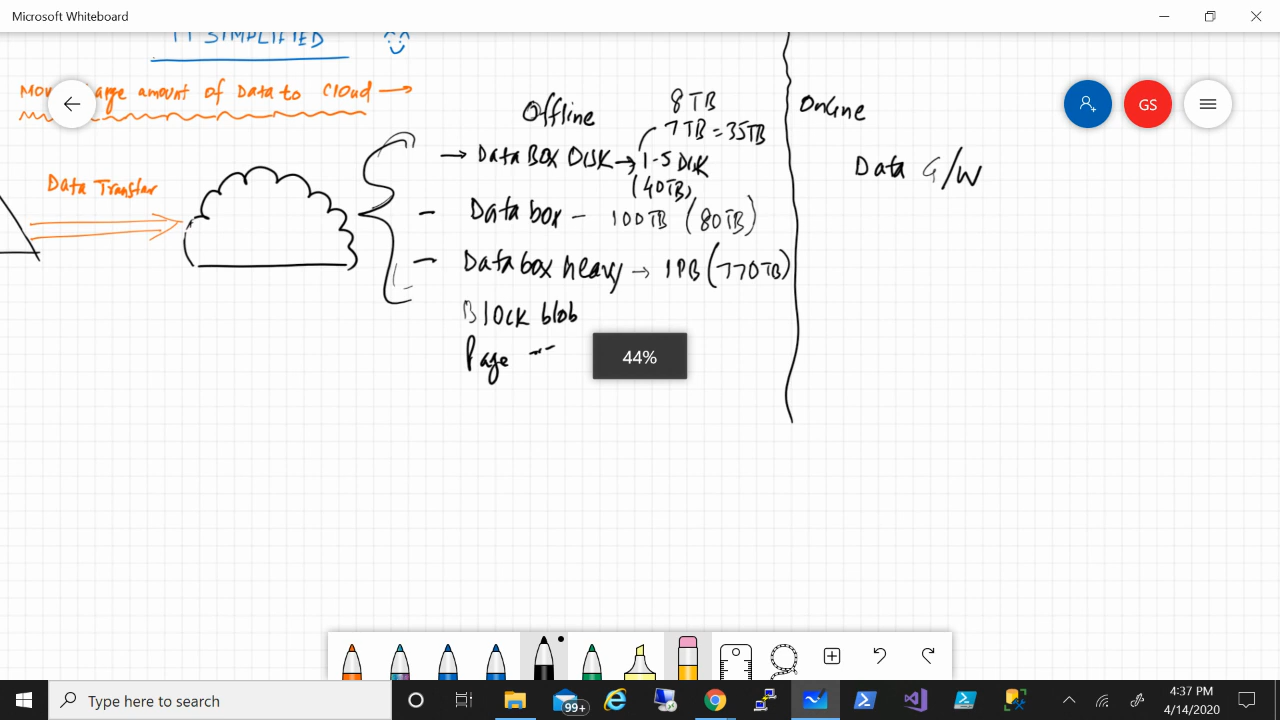 Microsoft Whiteboard
IT SIMPLIFIED
Move large amount of Data to Cloud
GS
Data Transfer
Offline
8 TB
7 TB = 35TB
Data Box Disk → 1-5 Disk
(40TB)
- Data box - 100TB (80TB)
- Data box heavy → 1PB (770TB)
Block blob
Page --
Online
Data G/W
44%
Type here to search
99+
4:37 PM
4/14/2020